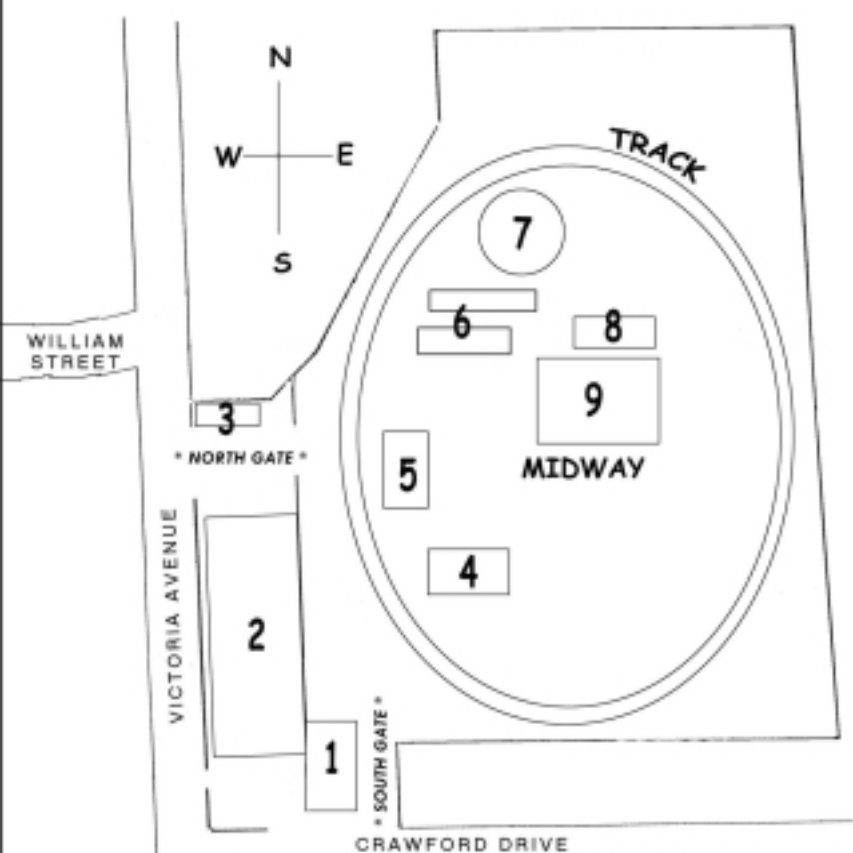 N
W E
S
TRACK
7
6
8
WILLIAM
STREET
9
3
* NORTH GATE *
MIDWAY
5
4
VICTORIA AVENUE
2
1
* SOUTH GATE *
CRAWFORD DRIVE